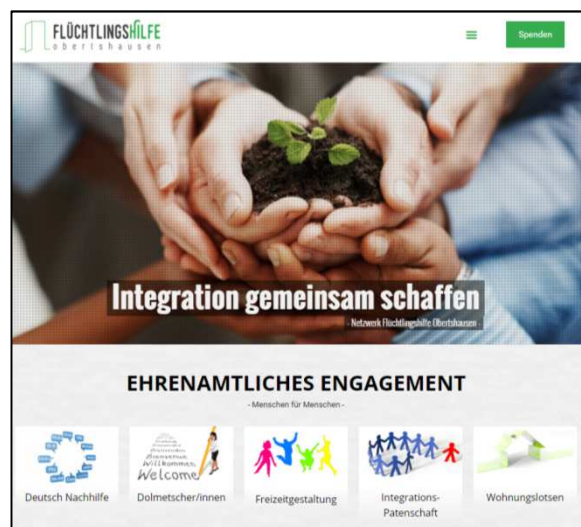 FLÜCHTLINGSHILFE
obertshausen
Spenden
Integration gemeinsam schaffen
- Netzwerk Flüchtlingshilfe Obertshausen -
EHRENAMTLICHES ENGAGEMENT
- Menschen für Menschen -
Willkommen
Welcome
Deutsch Nachhilfe
Dolmetscher/innen
Freizeitgestaltung
Integrations-
Patenschaft
Wohnungslotsen